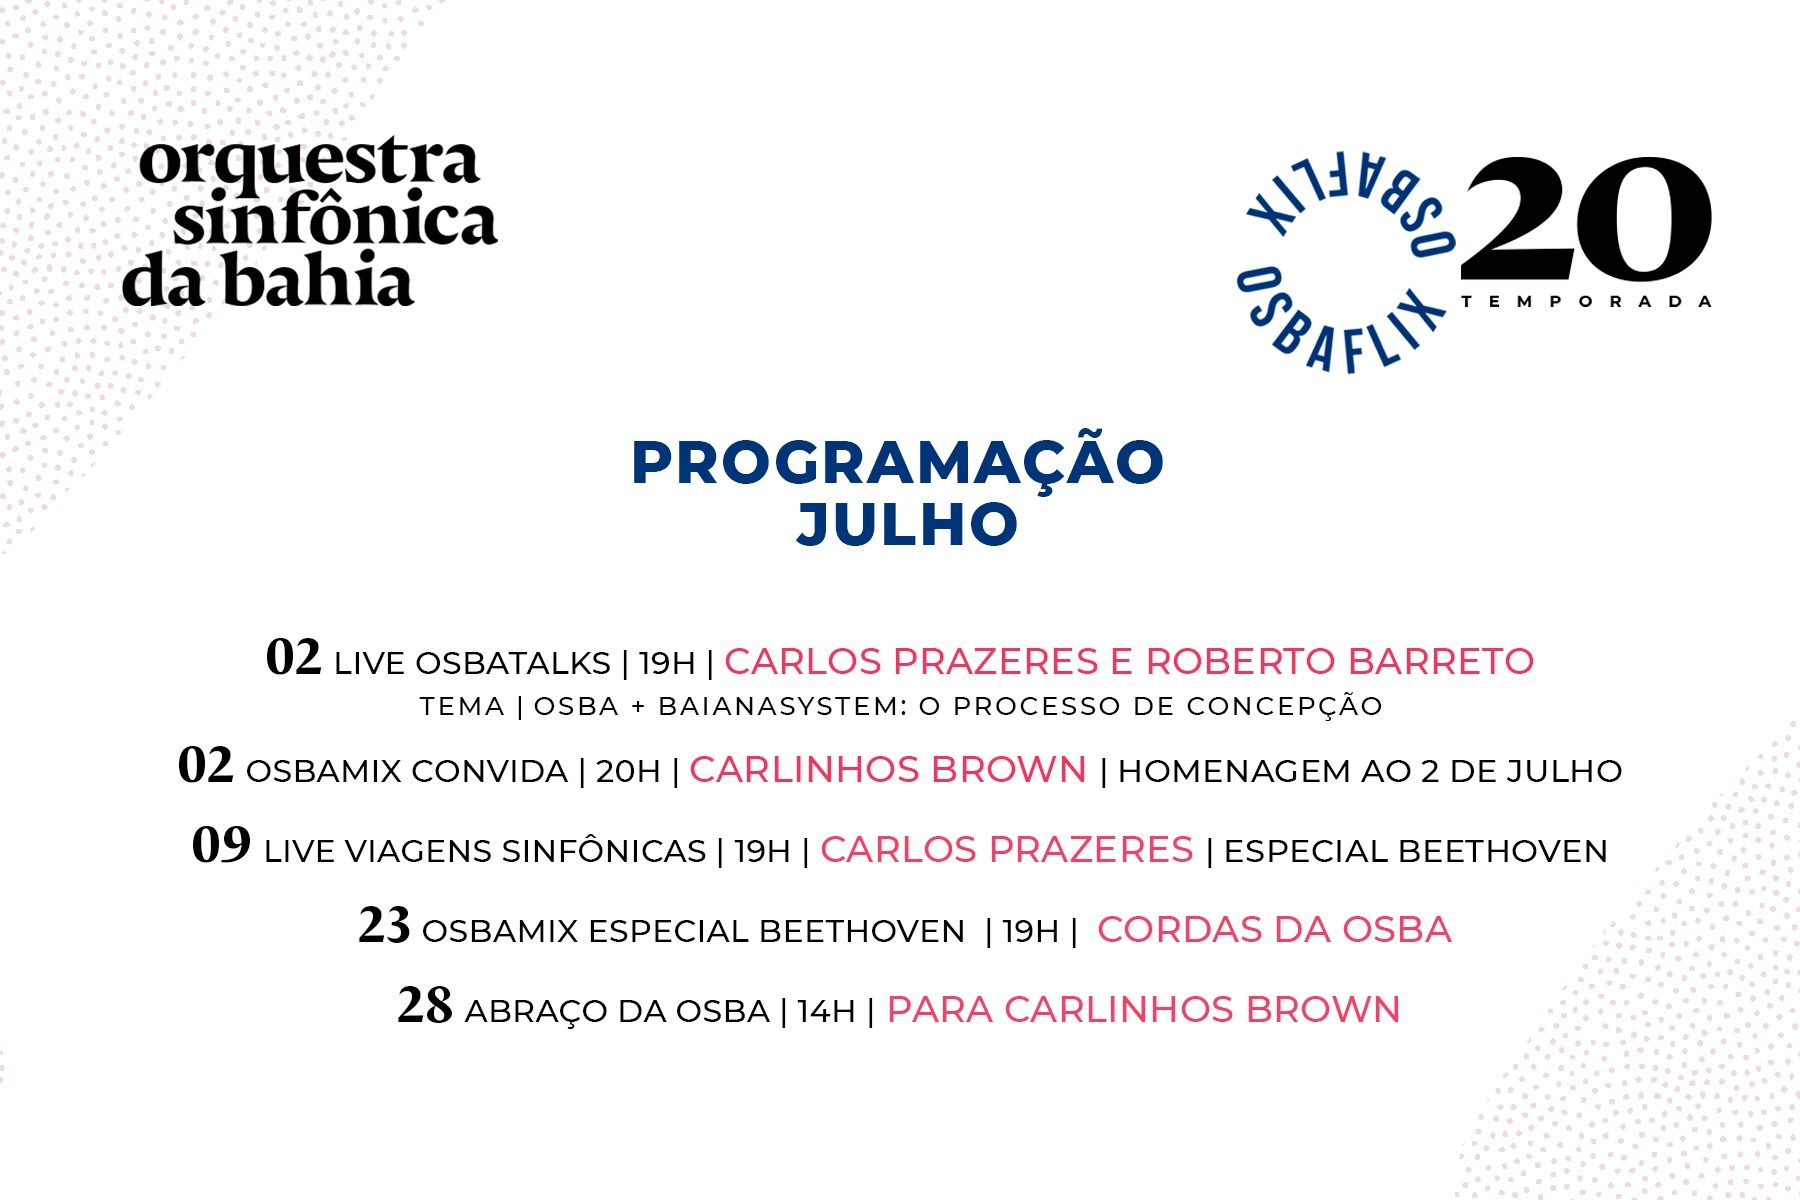 orquestra
sinfônica
da bahia
OSBAFLIX
OSBAFLIX
20
TEMPORADA
PROGRAMAÇÃO
JULHO
02 LIVE OSBATALKS | 19H | CARLOS PRAZERES E ROBERTO BARRETO
TEMA | OSBA + BAIANASYSTEM: O PROCESSO DE CONCEPÇÃO
02 OSBAMIX CONVIDA | 20H | CARLINHOS BROWN | HOMENAGEM AO 2 DE JULHO
09 LIVE VIAGENS SINFÔNICAS | 19H | CARLOS PRAZERES | ESPECIAL BEETHOVEN
23 OSBAMIX ESPECIAL BEETHOVEN | 19H | CORDAS DA OSBA
28 ABRAÇO DA OSBA | 14H | PARA CARLINHOS BROWN